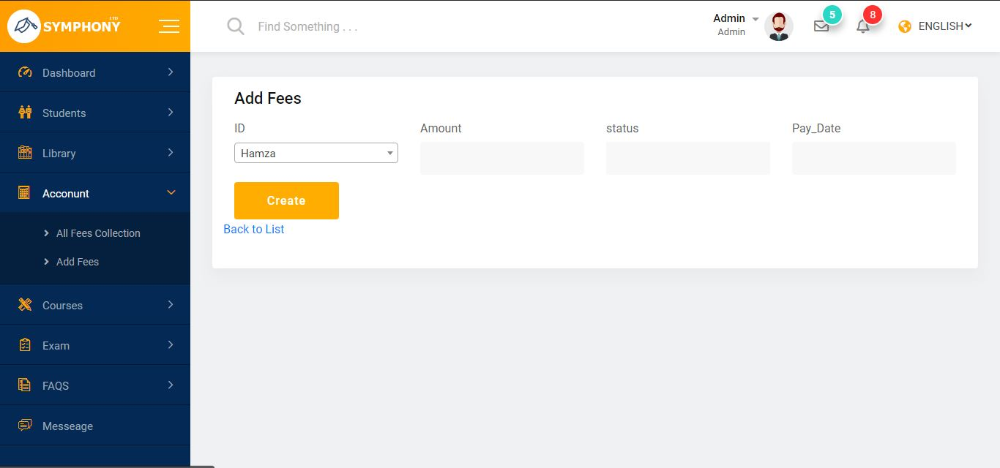 LTD
SYMPHONY
Find Something . . .
Admin
Admin
5
8
ENGLISH
Dashboard
Students
Library
Acconunt
All Fees Collection
Add Fees
Courses
Exam
FAQS
Messeage
Add Fees
ID
Amount
status
Pay_Date
Hamza
Create
Back to List